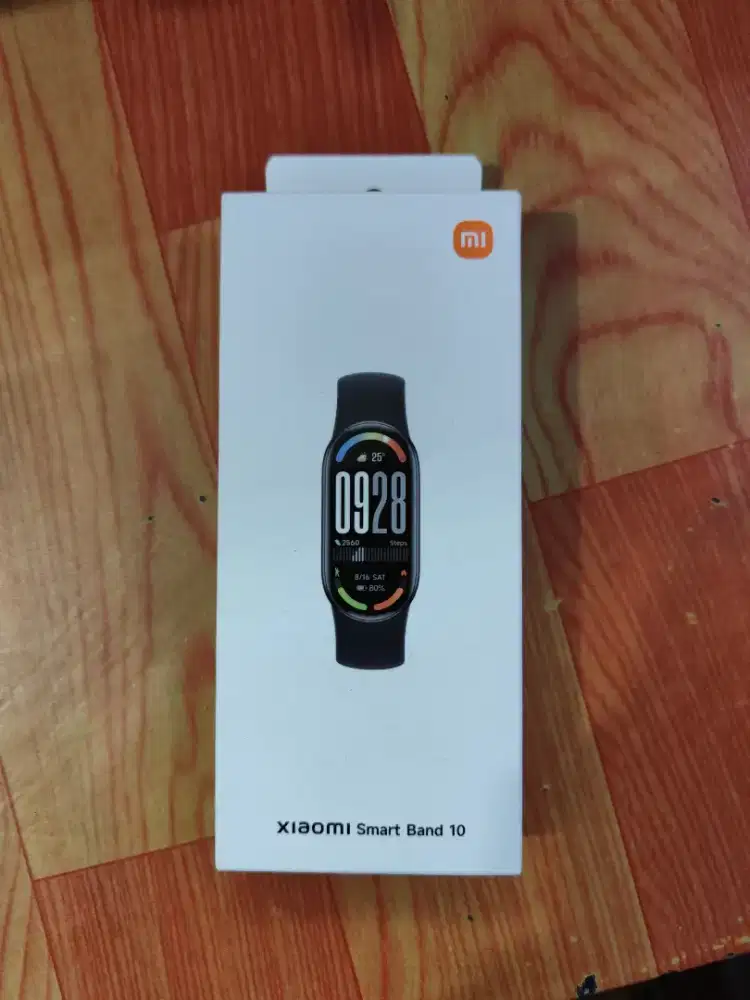 mi
25°
0928
2560 Steps
8/16 SAT
80%
xiaomi Smart Band 10